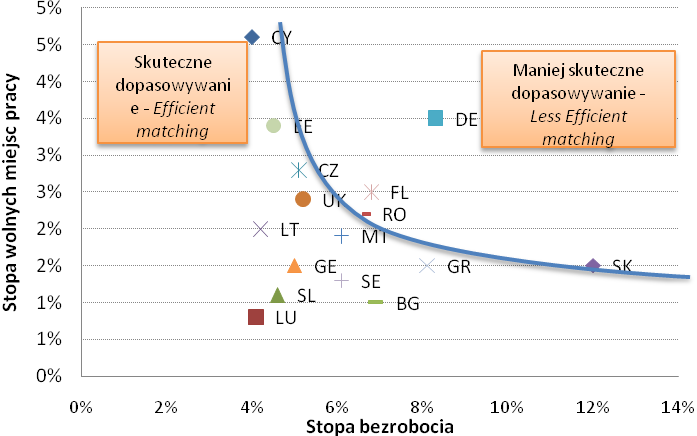 5%
5%
4%
4%
3%
3%
2%
2%
1%
1%
0%
Stopa wolnych miejsc pracy
Skuteczne
dopasowywani
e - Efficient
matching
Maniej skuteczne
dopasowywanie -
Less Efficient
matching
CY
EE
DE
CZ
FL
UK
RO
LT
MT
GE
GR
SK
SE
SL
BG
LU
0%
2%
4%
6%
8%
10%
12%
14%
Stopa bezrobocia